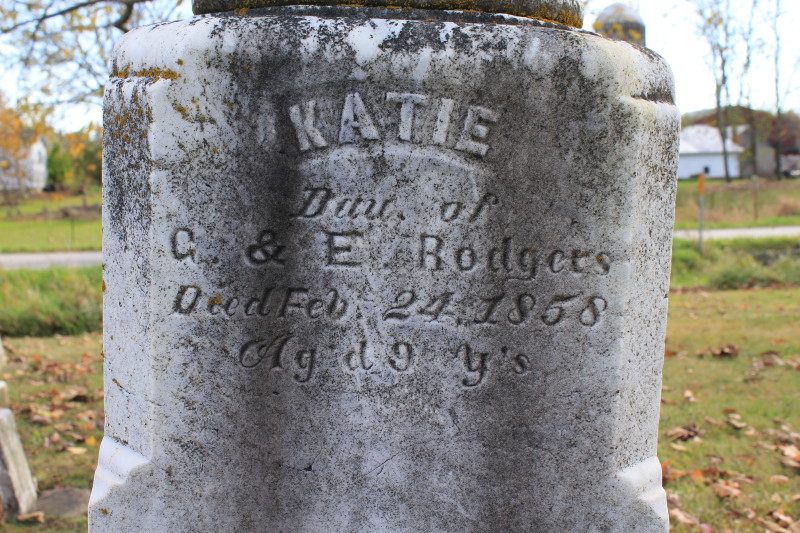 KATIE
Dau. of
G. & E. Rodgers
Died Feb. 24, 1858
Ag'd 9 Y's